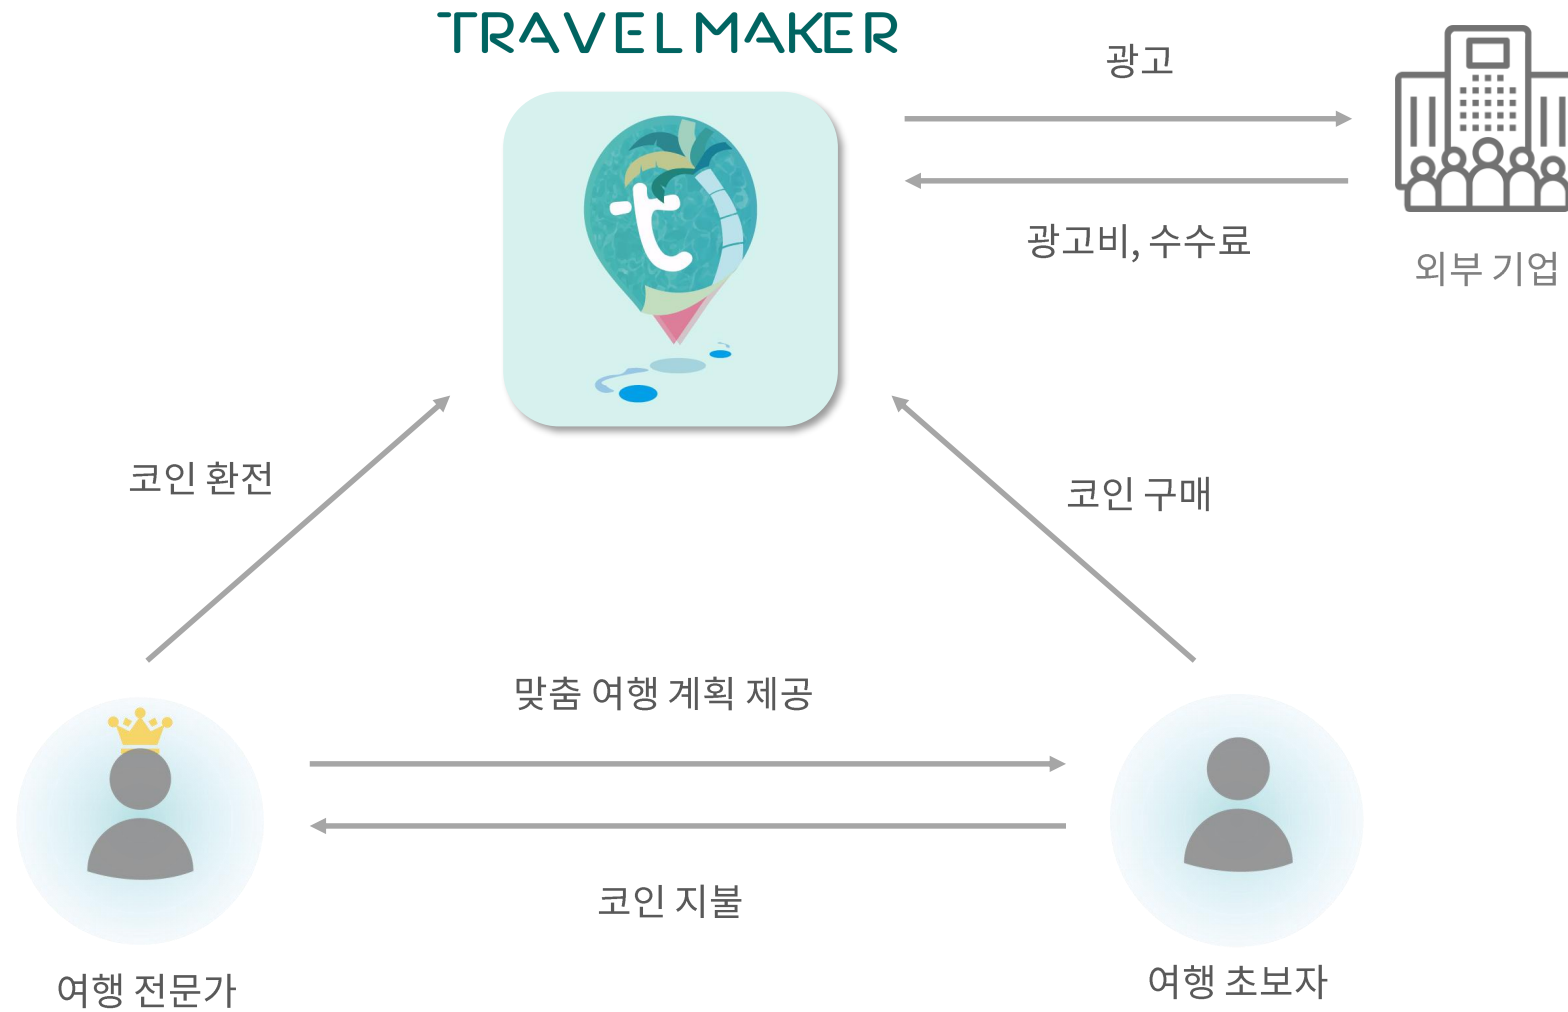 TRAVELMAKER
광고
광고비, 수수료
외부 기업
코인 환전
코인 구매
맞춤 여행 계획 제공
코인 지불
여행 전문가
여행 초보자